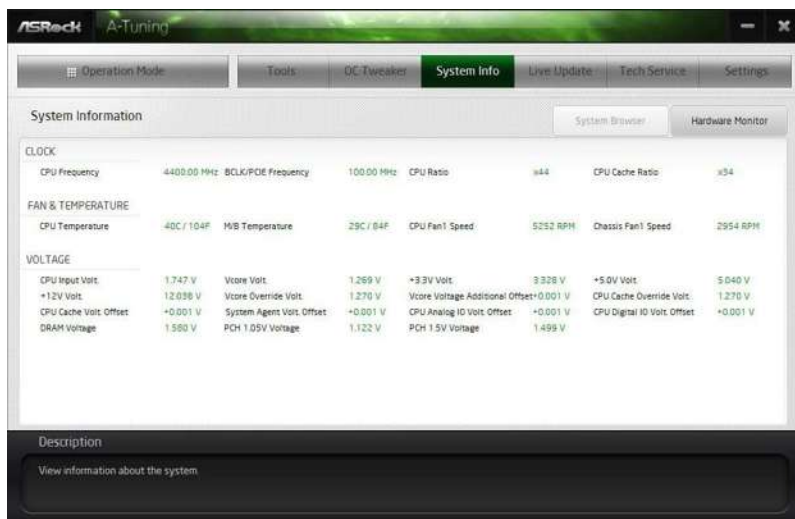 ASRock A-Tuning
Operation Mode Tools OC Tweaker System Info Live Update Tech Service Settings
System Information System Browser Hardware Monitor
CLOCK
CPU Frequency 4400.00 MHz BCLK/PCIE Frequency 100.00 MHz CPU Ratio x44 CPU Cache Ratio x34
FAN & TEMPERATURE
CPU Temperature 40C / 104F M/B Temperature 29C / 84F CPU Fan1 Speed 5252 RPM Chassis Fan1 Speed 2954 RPM
VOLTAGE
CPU Input Volt. 1.747 V Vcore Volt. 1.269 V +3.3V Volt. 3.328 V +5.0V Volt. 5.040 V
+12V Volt. 12.038 V Vcore Override Volt. 1.270 V Vcore Voltage Additional Offset +0.001 V CPU Cache Override Volt. 1.270 V
CPU Cache Volt. Offset +0.001 V System Agent Volt. Offset +0.001 V CPU Analog IO Volt. Offset +0.001 V CPU Digital IO Volt. Offset +0.001 V
DRAM Voltage 1.580 V PCH 1.05V Voltage 1.122 V PCH 1.5V Voltage 1.499 V
Description
View information about the system.